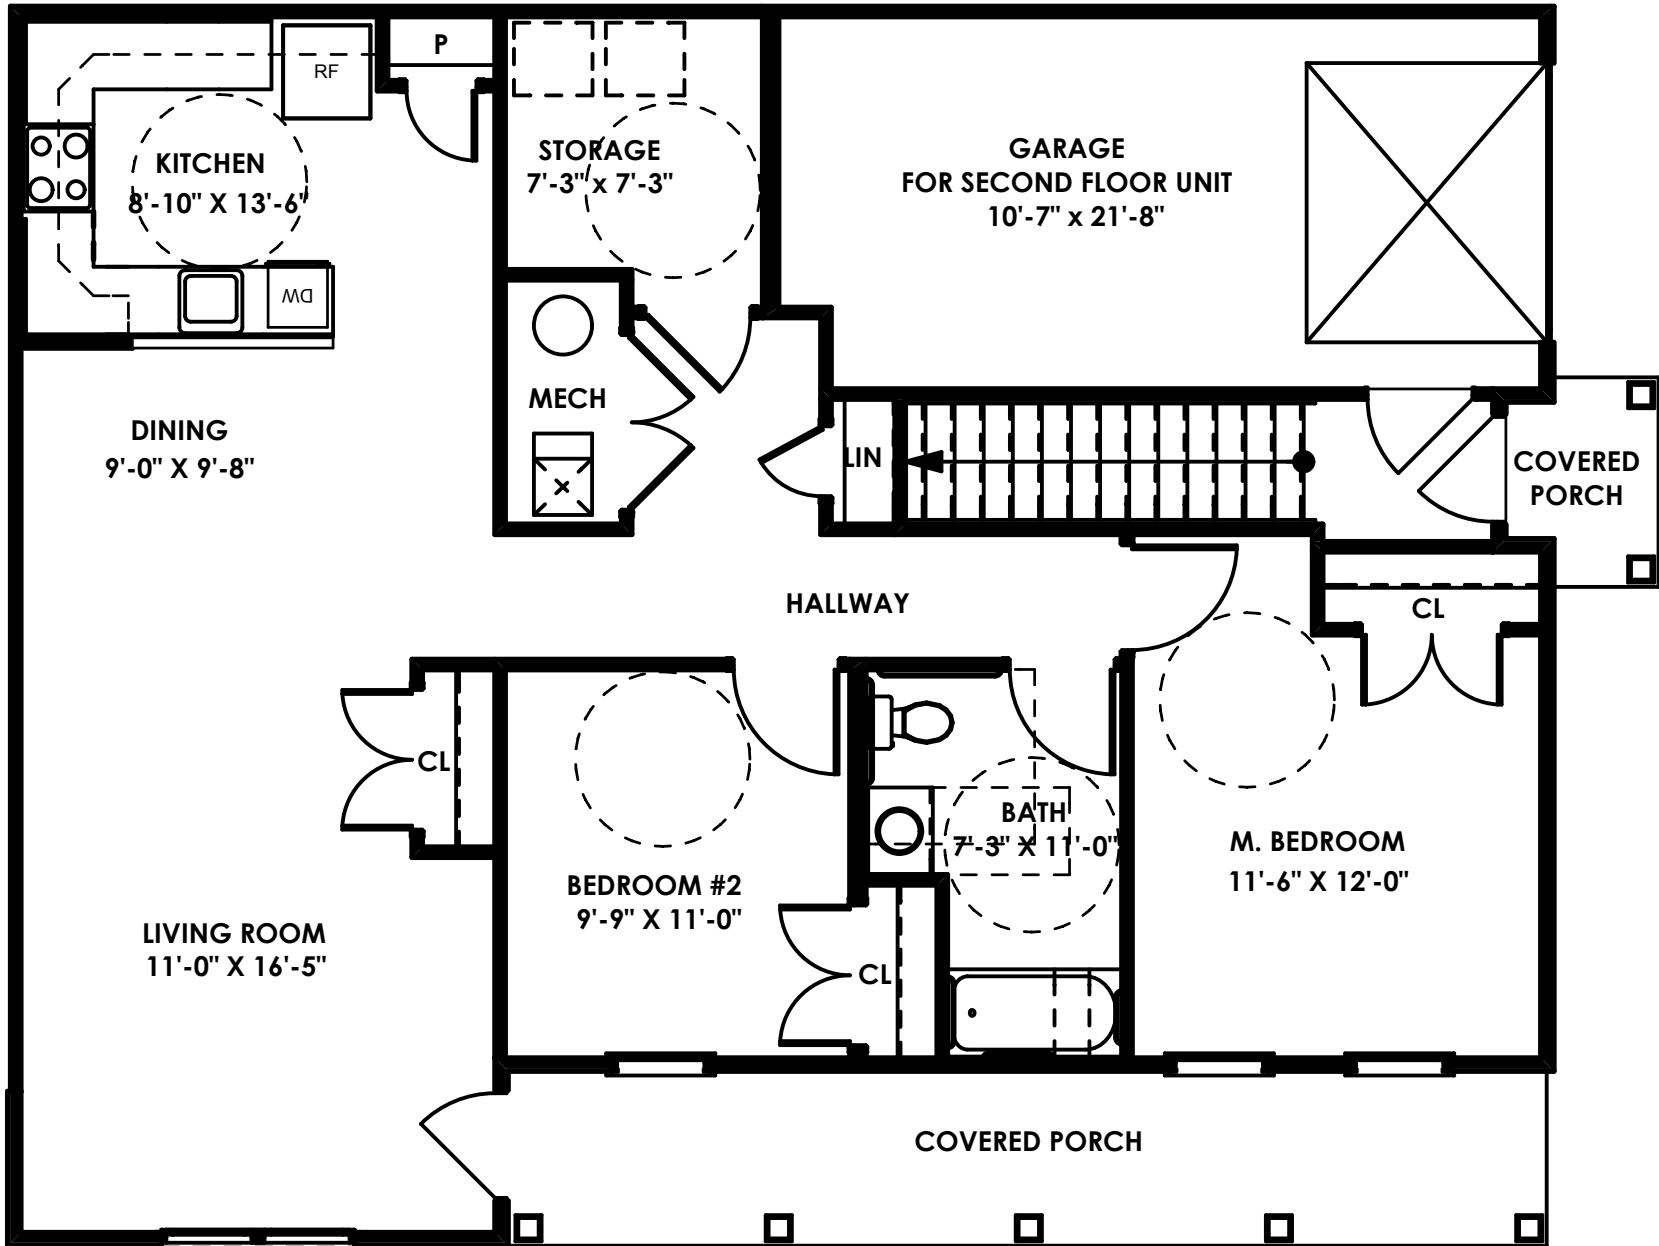 P
RF
KITCHEN
8'-10" X 13'-6"
STORAGE
7'-3" x 7'-3"
GARAGE
FOR SECOND FLOOR UNIT
10'-7" x 21'-8"
DW
MECH
DINING
9'-0" X 9'-8"
LIN
COVERED
PORCH
HALLWAY
CL
CL
BATH
7'-3" X 11'-0"
M. BEDROOM
11'-6" X 12'-0"
BEDROOM #2
9'-9" X 11'-0"
LIVING ROOM
11'-0" X 16'-5"
CL
COVERED PORCH